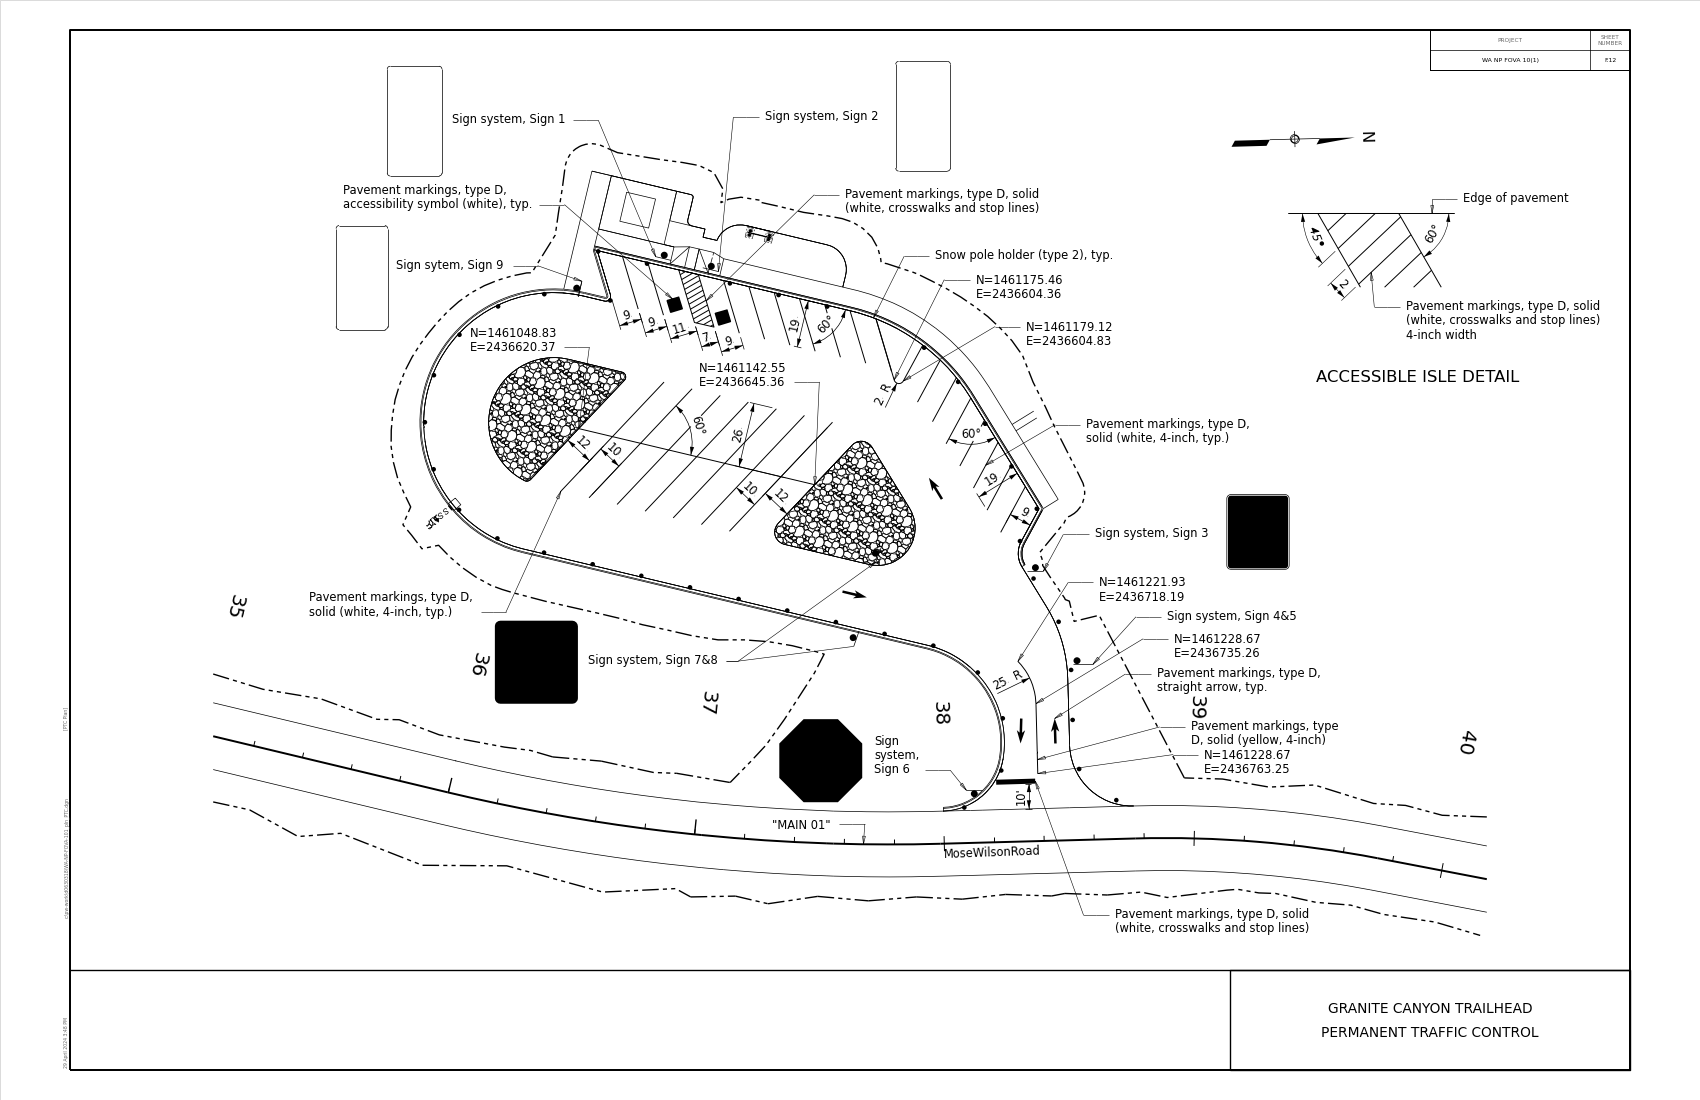 PROJECT
SHEET
NUMBER
WA NP FOVA 10(1)
F.12
Sign system, Sign 1
Sign system, Sign 2
N
Pavement markings, type D,
accessibility symbol (white), typ.
Pavement markings, type D, solid
(white, crosswalks and stop lines)
Edge of pavement
45°
60°
2
Pavement markings, type D, solid
(white, crosswalks and stop lines)
4-inch width
ACCESSIBLE ISLE DETAIL
Sign sytem, Sign 9
Snow pole holder (type 2), typ.
N=1461175.46
E=2436604.36
N=1461179.12
E=2436604.83
9
9
11
7
9
19
60°
N=1461048.83
E=2436620.37
N=1461142.55
E=2436645.36
2 R
60°
26
12
10
10
12
60°
19
9
Pavement markings, type D,
solid (white, 4-inch, typ.)
Sign system, Sign 3
N=1461221.93
E=2436718.19
Sign system, Sign 4&5
N=1461228.67
E=2436735.26
Pavement markings, type D,
straight arrow, typ.
Pavement markings, type D,
solid (white, 4-inch, typ.)
Sign system, Sign 7&8
25 R
35
36
37
38
39
40
Pavement markings, type
D, solid (yellow, 4-inch)
N=1461228.67
E=2436763.25
Sign
system,
Sign 6
10'
"MAIN 01"
MoseWilsonRoad
Pavement markings, type D, solid
(white, crosswalks and stop lines)
GRANITE CANYON TRAILHEAD
PERMANENT TRAFFIC CONTROL
[PTC Plan]
29 April 2024 3:48 PM